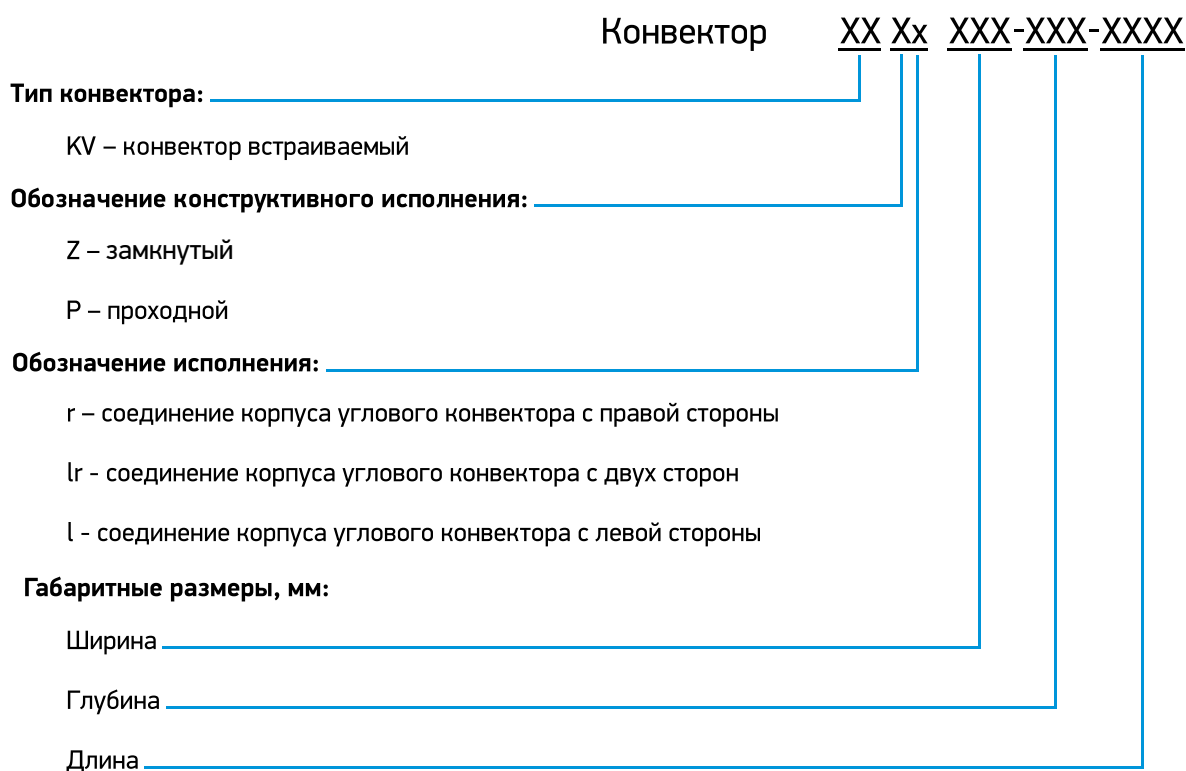 Конвектор XX Xx XXX-XXX-XXXX
Тип конвектора:
KV – конвектор встраиваемый
Обозначение конструктивного исполнения:
Z – замкнутый
P – проходной
Обозначение исполнения:
r – соединение корпуса углового конвектора с правой стороны
lr - соединение корпуса углового конвектора с двух сторон
l - соединение корпуса углового конвектора с левой стороны
Габаритные размеры, мм:
Ширина
Глубина
Длина